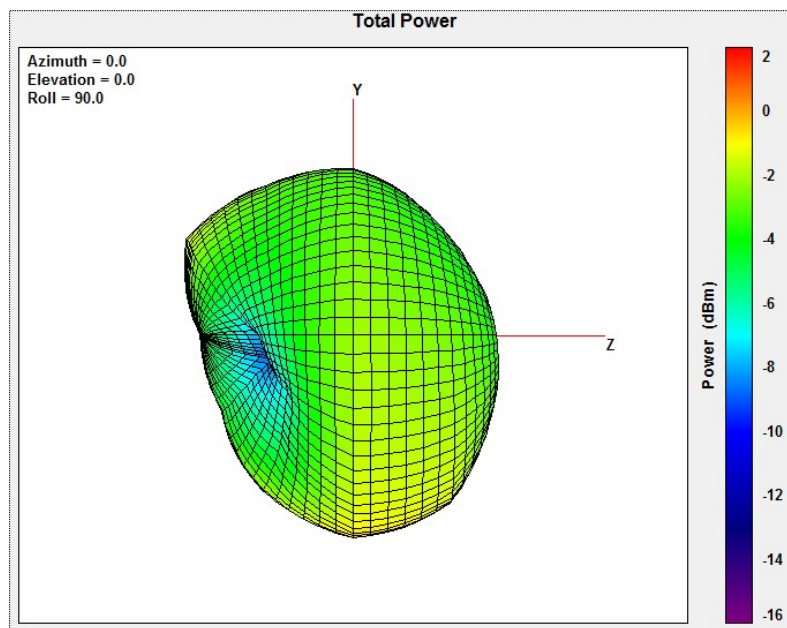 Total Power
Azimuth = 0.0
Elevation = 0.0
Roll = 90.0
Y
Z
2
0
-2
-4
-6
-8
-10
-12
-14
-16
Power (dBm)